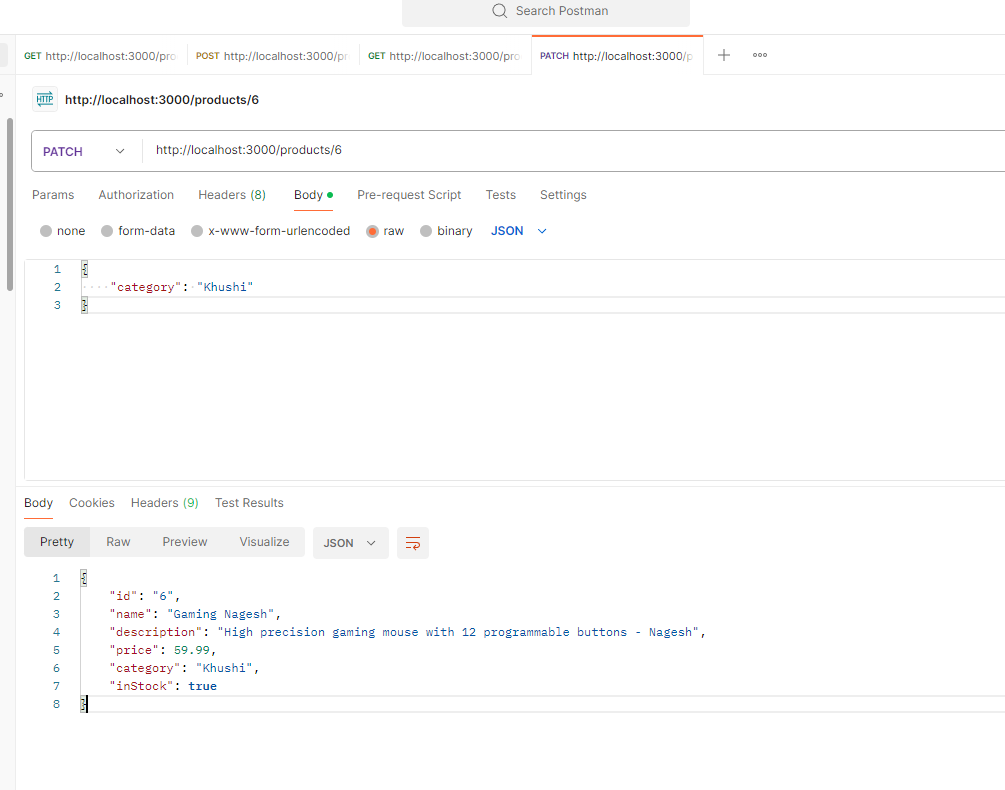 Search Postman
GET http://localhost:3000/pro POST http://localhost:3000/pr GET http://localhost:3000/pro PATCH http://localhost:3000/p
HTTP http://localhost:3000/products/6
PATCH http://localhost:3000/products/6
Params Authorization Headers (8) Body Pre-request Script Tests Settings
none form-data x-www-form-urlencoded raw binary JSON
1 {
2 "category": "Khushi"
3 }
Body Cookies Headers (9) Test Results
Pretty Raw Preview Visualize JSON
1 {
2 "id": "6",
3 "name": "Gaming Nagesh",
4 "description": "High precision gaming mouse with 12 programmable buttons - Nagesh",
5 "price": 59.99,
6 "category": "Khushi",
7 "inStock": true
8 }